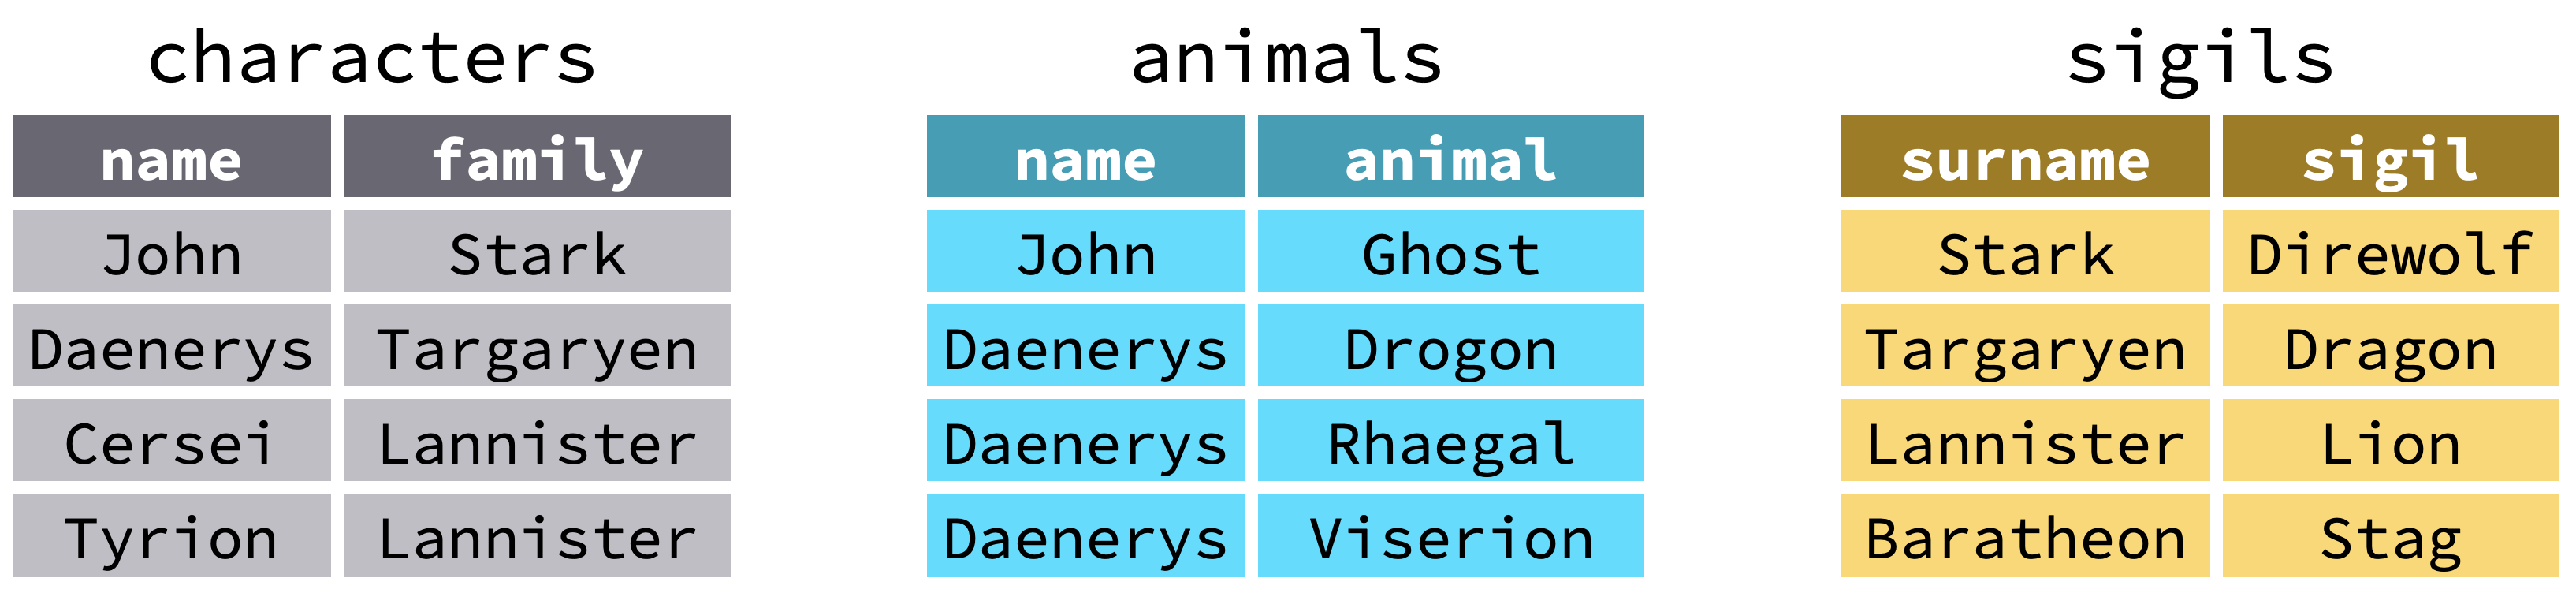 characters
name family
John Stark
Daenerys Targaryen
Cersei Lannister
Tyrion Lannister
animals
name animal
John Ghost
Daenerys Drogon
Daenerys Rhaegal
Daenerys Viserion
sigils
surname sigil
Stark Direwolf
Targaryen Dragon
Lannister Lion
Baratheon Stag